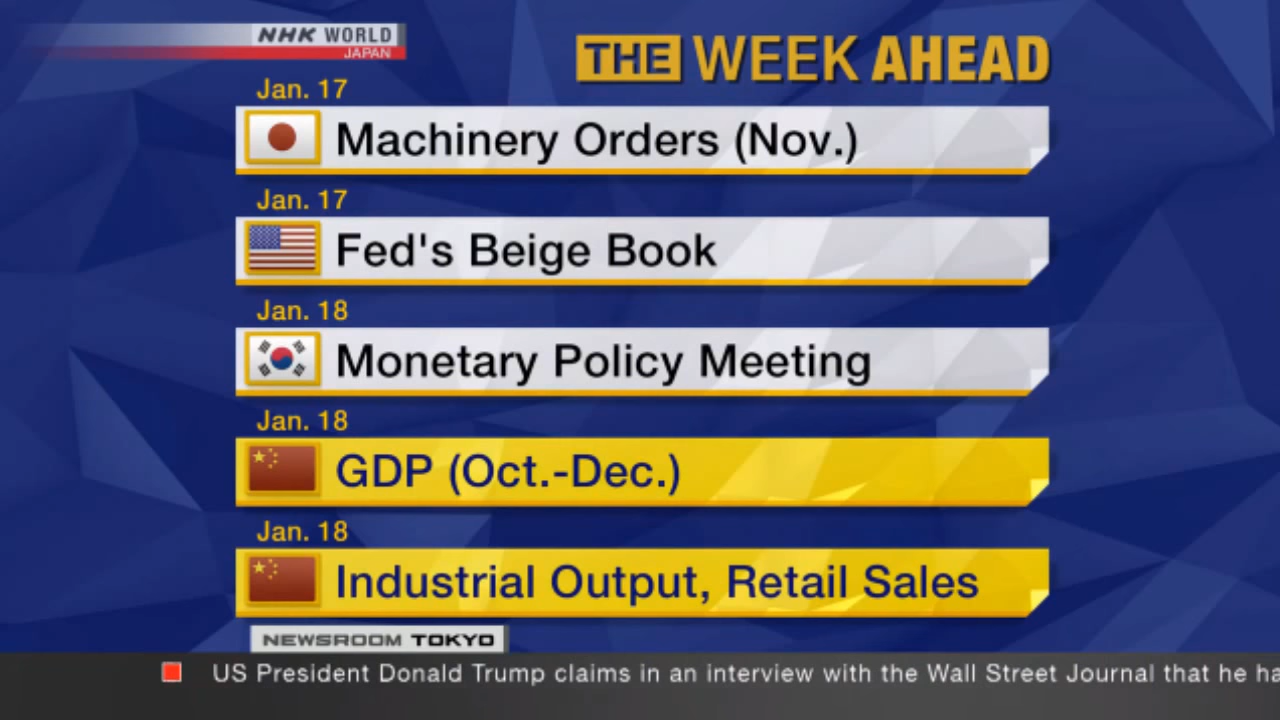 NHK WORLD
JAPAN
THE WEEK AHEAD
Jan. 17
Machinery Orders (Nov.)
Jan. 17
Fed's Beige Book
Jan. 18
Monetary Policy Meeting
Jan. 18
GDP (Oct.-Dec.)
Jan. 18
Industrial Output, Retail Sales
NEWSROOM TOKYO
US President Donald Trump claims in an interview with the Wall Street Journal that he ha